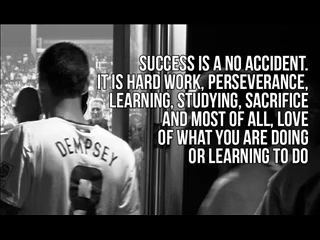 SUCCESS IS A NO ACCIDENT.
IT IS HARD WORK, PERSEVERANCE,
LEARNING, STUDYING, SACRIFICE
AND MOST OF ALL, LOVE
OF WHAT YOU ARE DOING
OR LEARNING TO DO
DEMPSEY